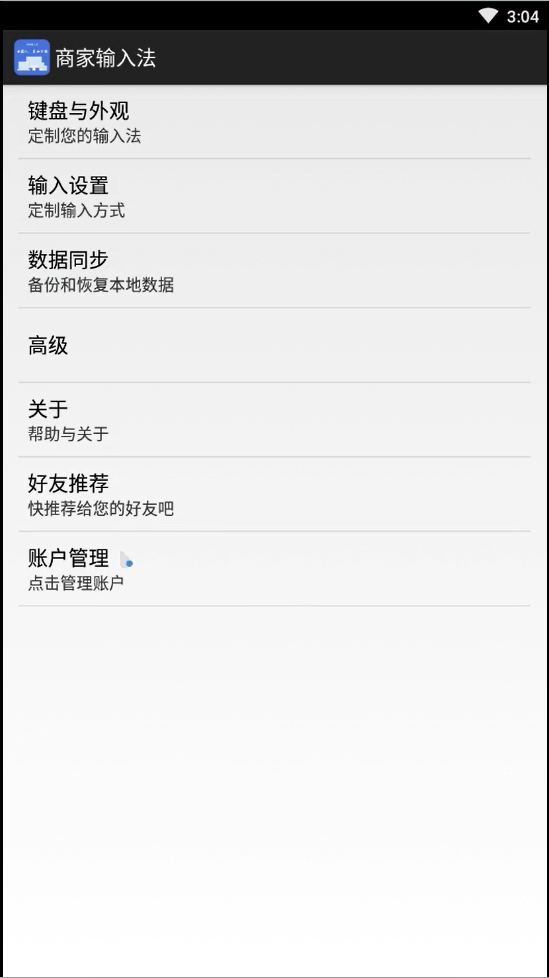 3:04
商家输入法
键盘与外观
定制您的输入法
输入设置
定制输入方式
数据同步
备份和恢复本地数据
高级
关于
帮助与关于
好友推荐
快推荐给您的好友吧
账户管理
点击管理账户